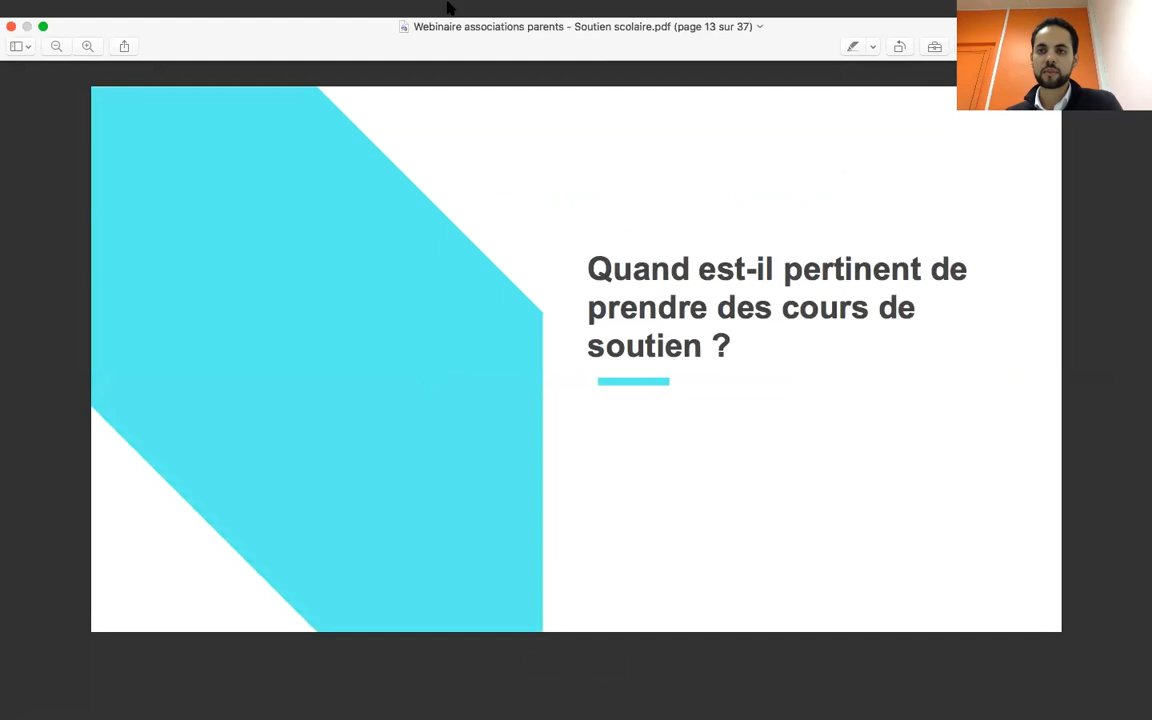 Webinaire associations parents - Soutien scolaire.pdf (page 13 sur 37)
Quand est-il pertinent de
prendre des cours de
soutien ?